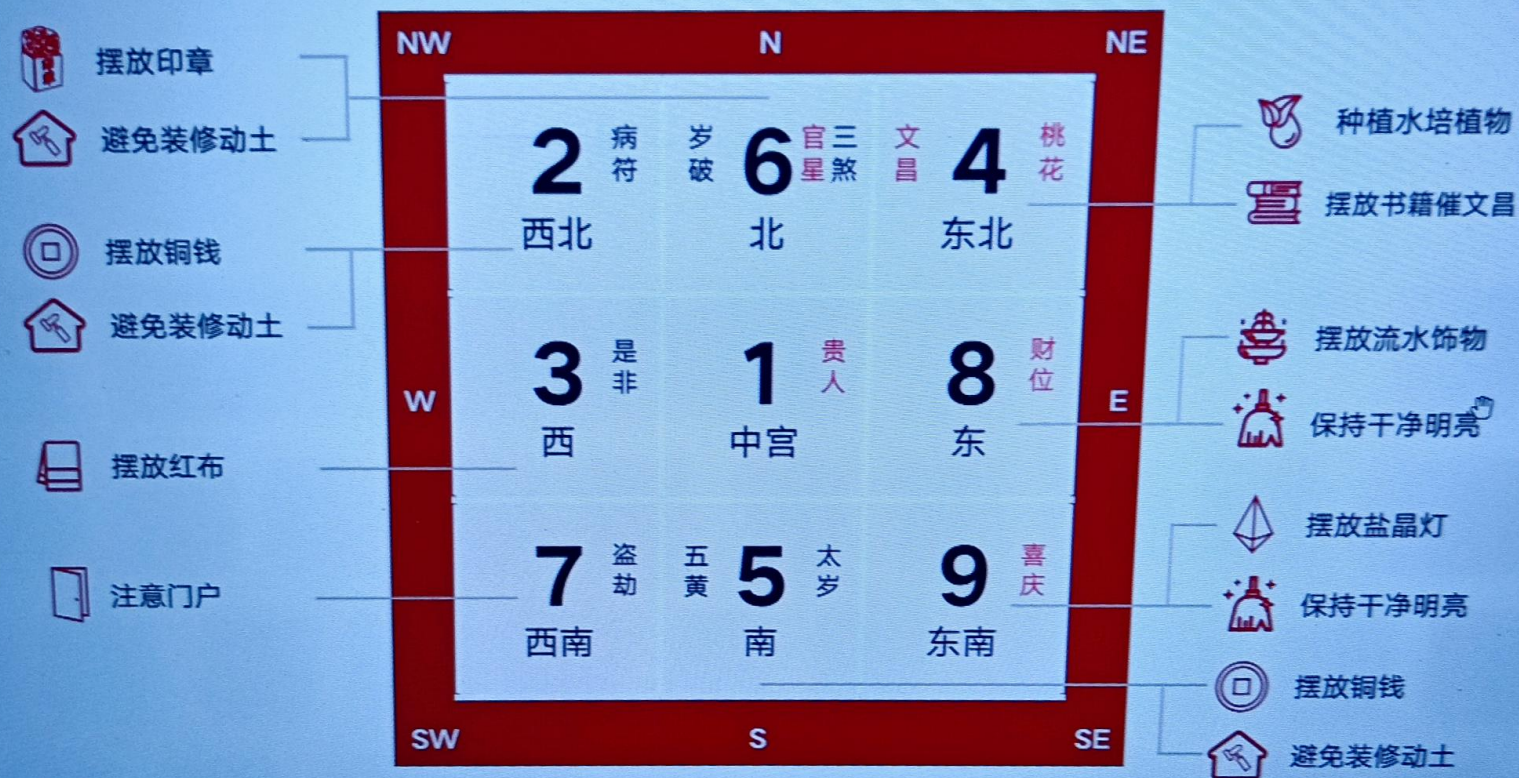 NW N NE
摆放印章
避免装修动土
摆放铜钱
避免装修动土
摆放红布
注意门户
2 病符
西北
岁破 6 官星 三煞
北
文昌 4 桃花
东北
W
3 是非
西
1 贵人
中宫
8 财位
东
E
7 盗劫
西南
五黄 5 太岁
南
9 喜庆
东南
SW S SE
种植水培植物
摆放书籍催文昌
摆放流水饰物
保持干净明亮
摆放盐晶灯
保持干净明亮
摆放铜钱
避免装修动土